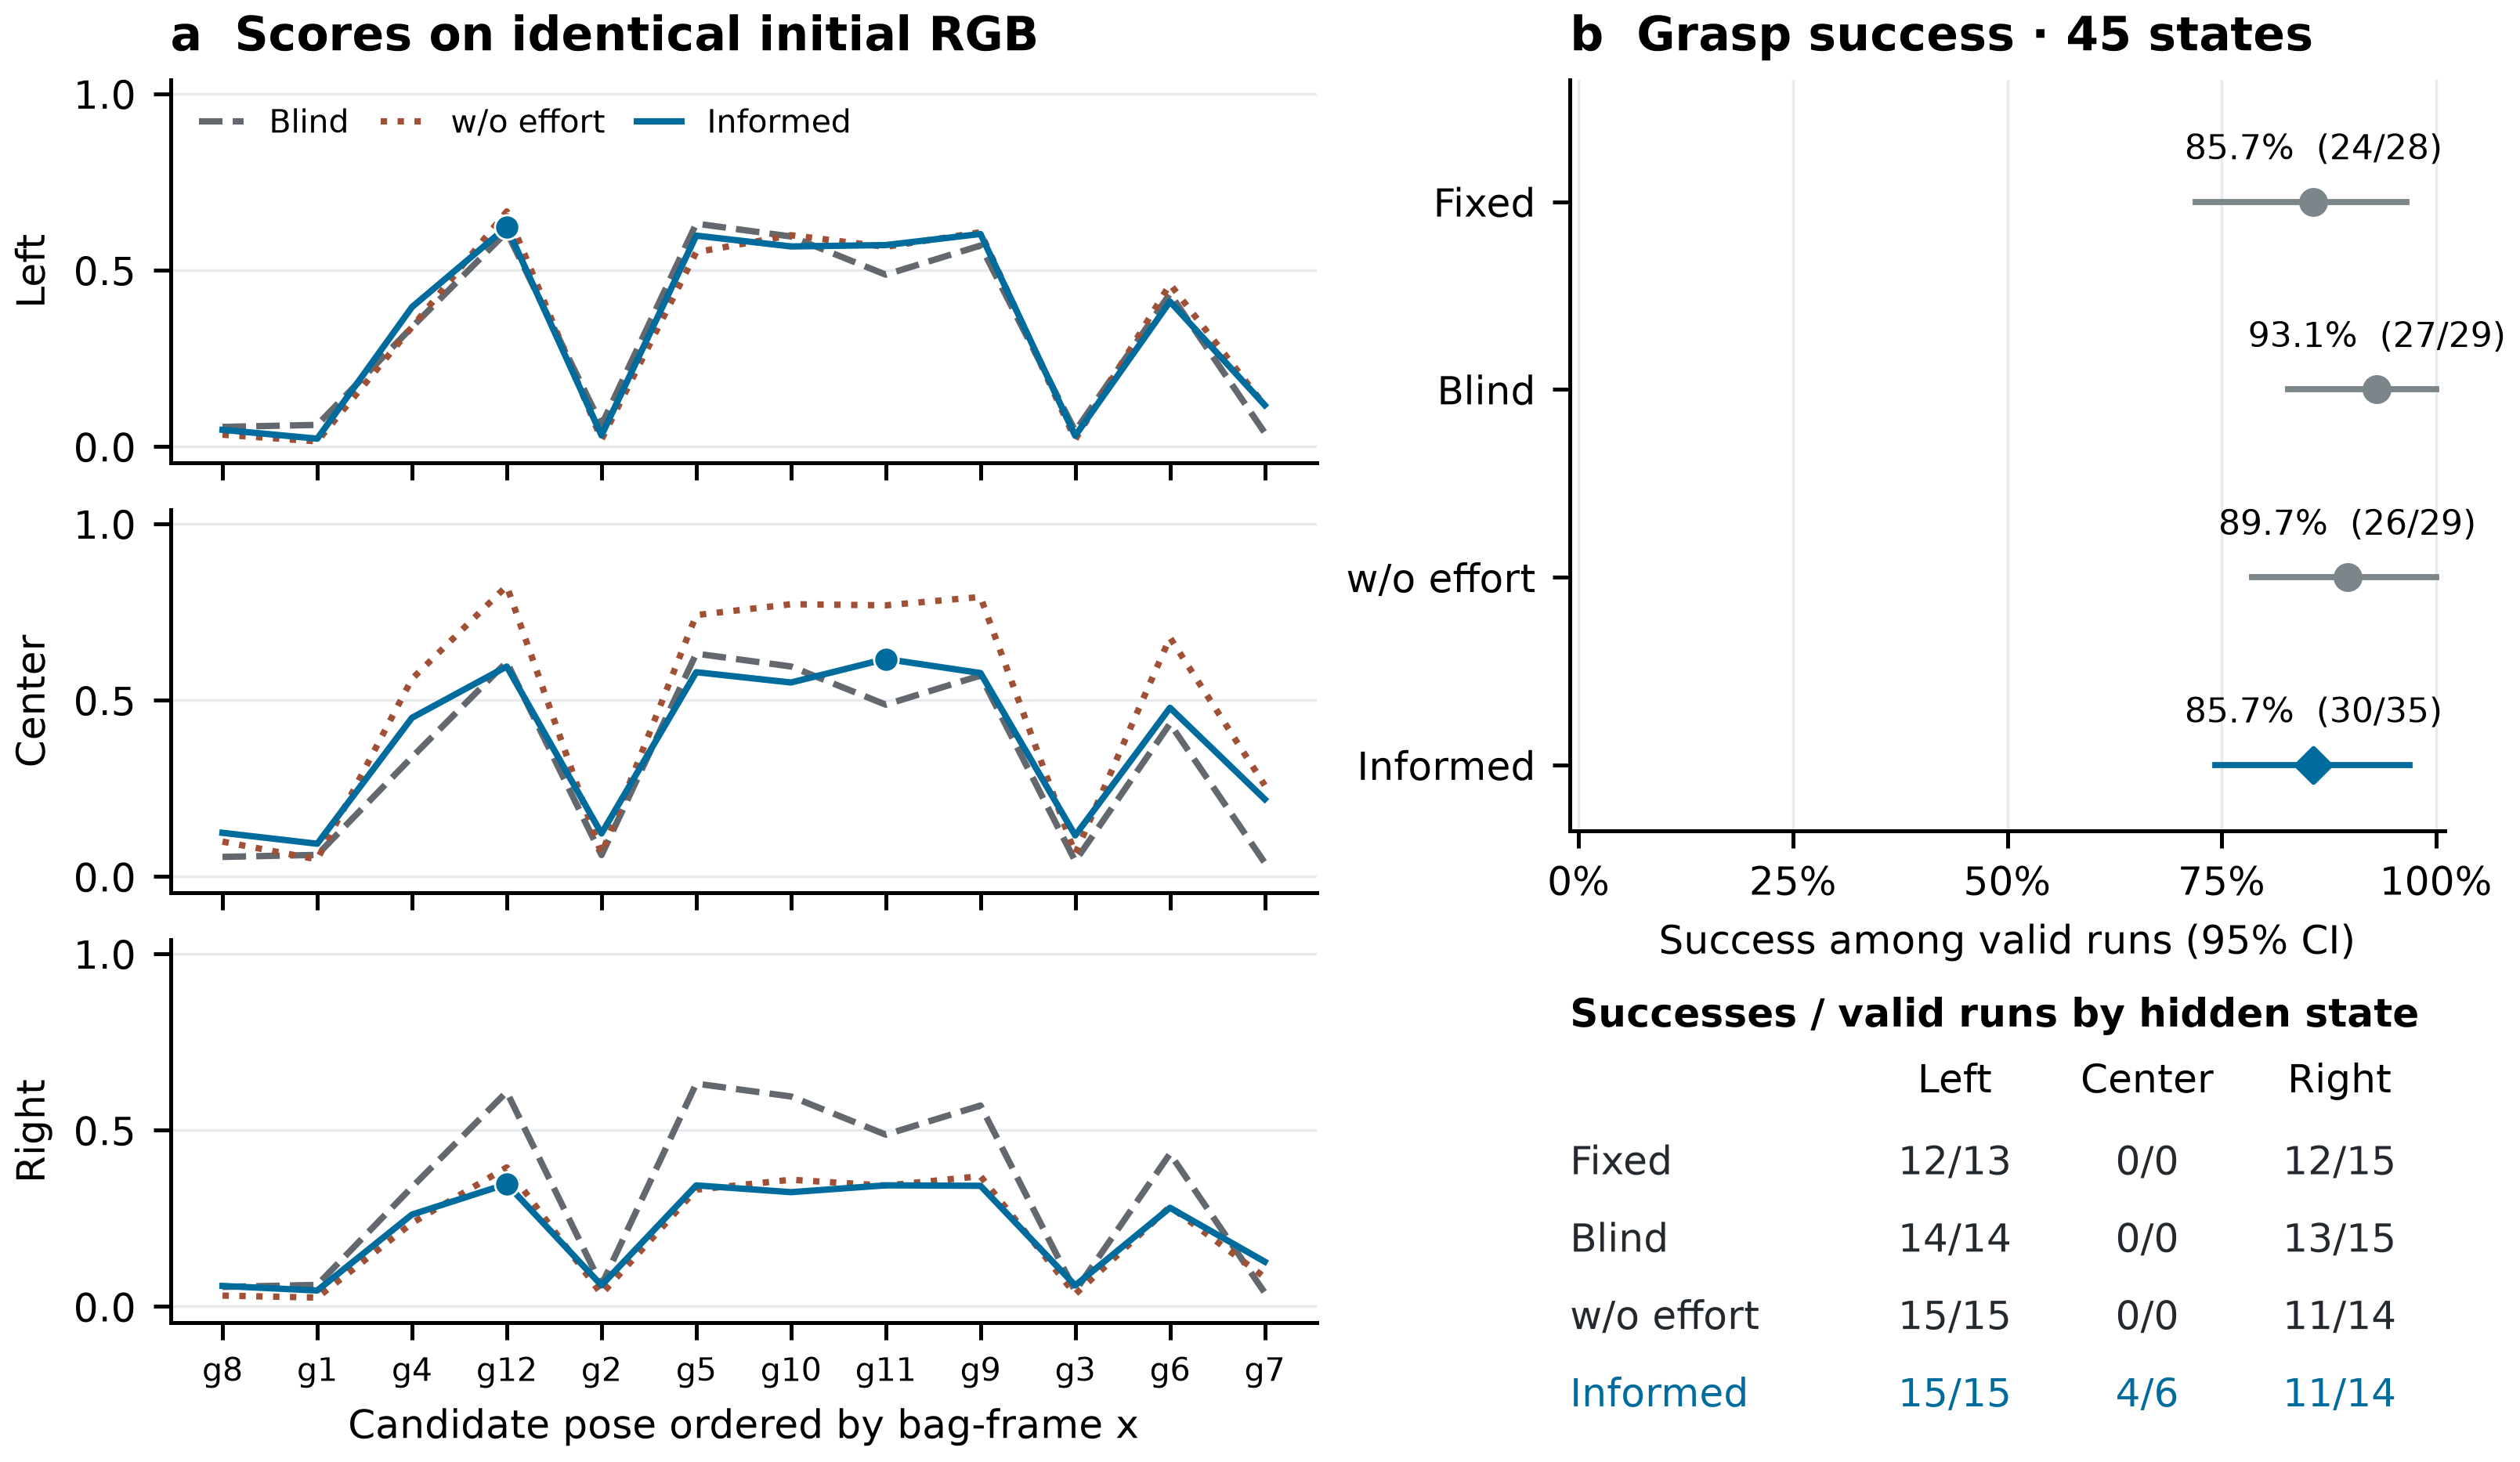 a Scores on identical initial RGB
Blind w/o effort Informed
Left
1.0
0.5
0.0
Center
1.0
0.5
0.0
Right
1.0
0.5
0.0
g8 g1 g4 g12 g2 g5 g10 g11 g9 g3 g6 g7
Candidate pose ordered by bag-frame x
b Grasp success · 45 states
85.7% (24/28)
Fixed
93.1% (27/29)
Blind
89.7% (26/29)
w/o effort
85.7% (30/35)
Informed
0% 25% 50% 75% 100%
Success among valid runs (95% CI)
Successes / valid runs by hidden state
Left Center Right
Fixed 12/13 0/0 12/15
Blind 14/14 0/0 13/15
w/o effort 15/15 0/0 11/14
Informed 15/15 4/6 11/14